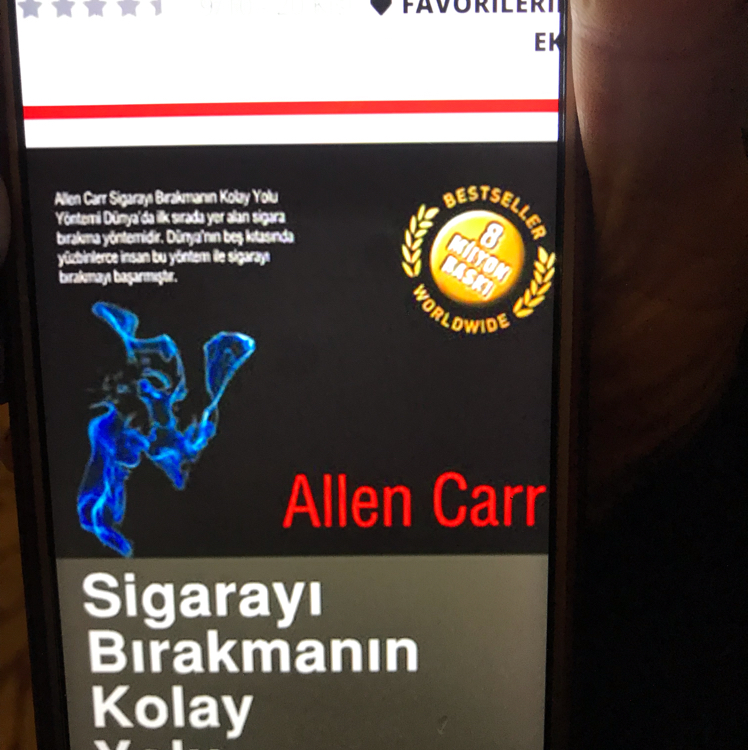 FAVORİLERİ
EK
Allen Carr Sigarayı Bırakmanın Kolay Yolu
Yöntemi Dünya'da ilk sırada yer alan sigara
bırakma yöntemidir. Dünya'nın beş kıtasında
yüzbinlerce insan bu yöntem ile sigarayı
bırakmayı başarmıştır.
BESTSELLER
8
MİLYON
BASKI
WORLDWIDE
Allen Carr
Sigarayı
Bırakmanın
Kolay
Yolu